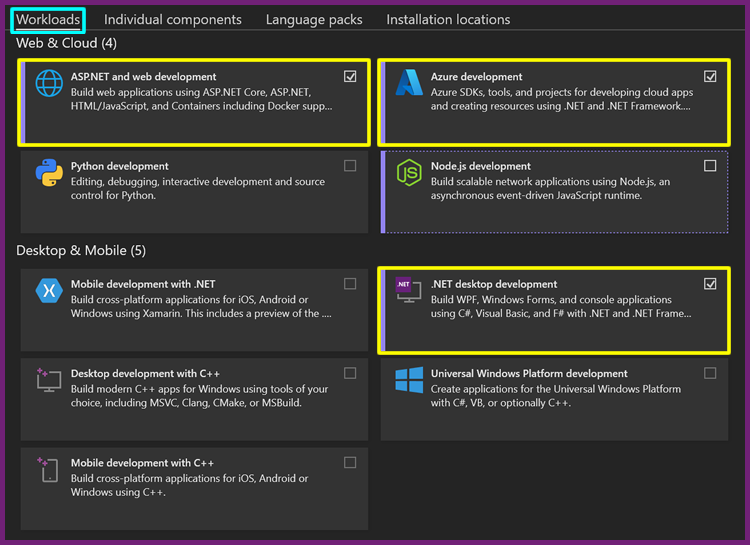 Workloads Individual components Language packs Installation locations
Web & Cloud (4)
ASP.NET and web development
Build web applications using ASP.NET Core, ASP.NET,
HTML/JavaScript, and Containers including Docker supp...
Azure development
Azure SDKs, tools, and projects for developing cloud apps
and creating resources using .NET and .NET Framework....
Python development
Editing, debugging, interactive development and source
control for Python.
JS
Node.js development
Build scalable network applications using Node.js, an
asynchronous event-driven JavaScript runtime.
Desktop & Mobile (5)
Mobile development with .NET
Build cross-platform applications for iOS, Android or
Windows using Xamarin. This includes a preview of the ....
.NET
.NET desktop development
Build WPF, Windows Forms, and console applications
using C#, Visual Basic, and F# with .NET and .NET Frame...
Desktop development with C++
Build modern C++ apps for Windows using tools of your
choice, including MSVC, Clang, CMake, or MSBuild.
Universal Windows Platform development
Create applications for the Universal Windows Platform
with C#, VB, or optionally C++.
Mobile development with C++
Build cross-platform applications for iOS, Android or
Windows using C++.